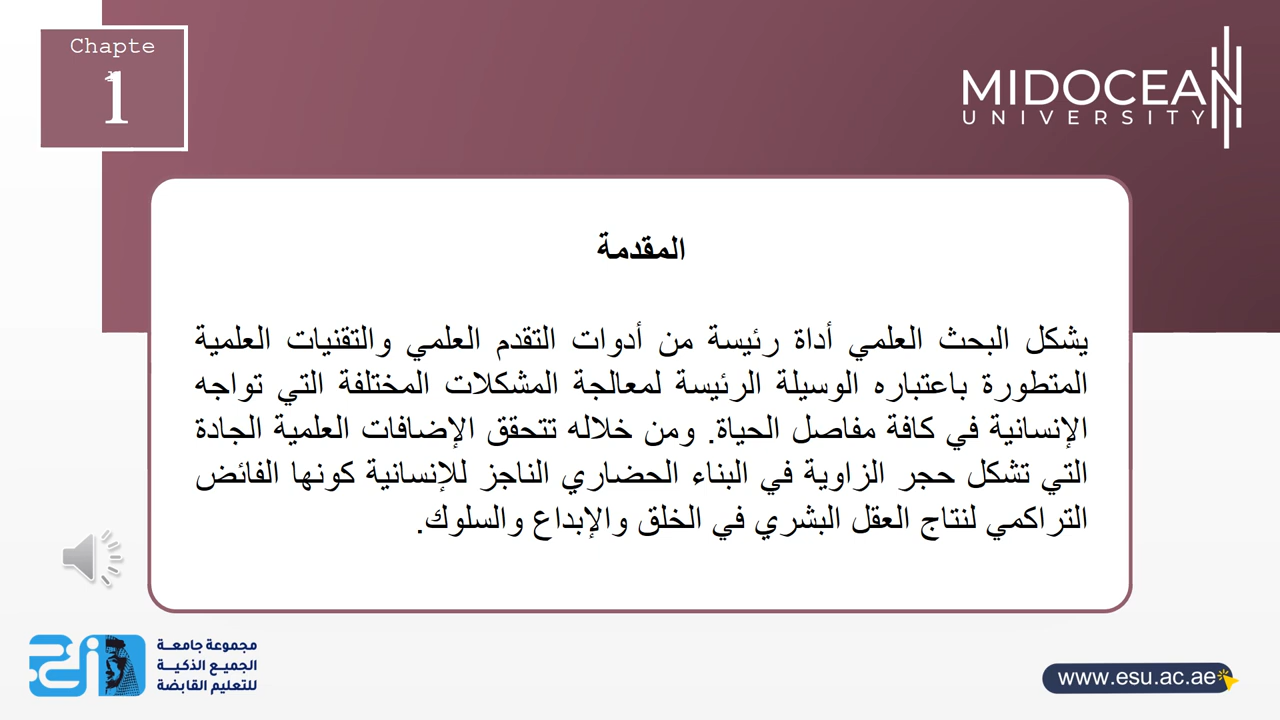 Chapte
1
MIDOCEAN
UNIVERSITY
المقدمة
يشكل البحث العلمي أداة رئيسة من أدوات التقدم العلمي والتقنيات العلمية
المتطورة باعتباره الوسيلة الرئيسة لمعالجة المشكلات المختلفة التي تواجه
الإنسانية في كافة مفاصل الحياة. ومن خلاله تتحقق الإضافات العلمية الجادة
التي تشكل حجر الزاوية في البناء الحضاري الناجز للإنسانية كونها الفائض
التراكمي لنتاج العقل البشري في الخلق والإبداع والسلوك.
مجموعة جامعة
الجميع الذكية
للتعليم القابضة
www.esu.ac.ae